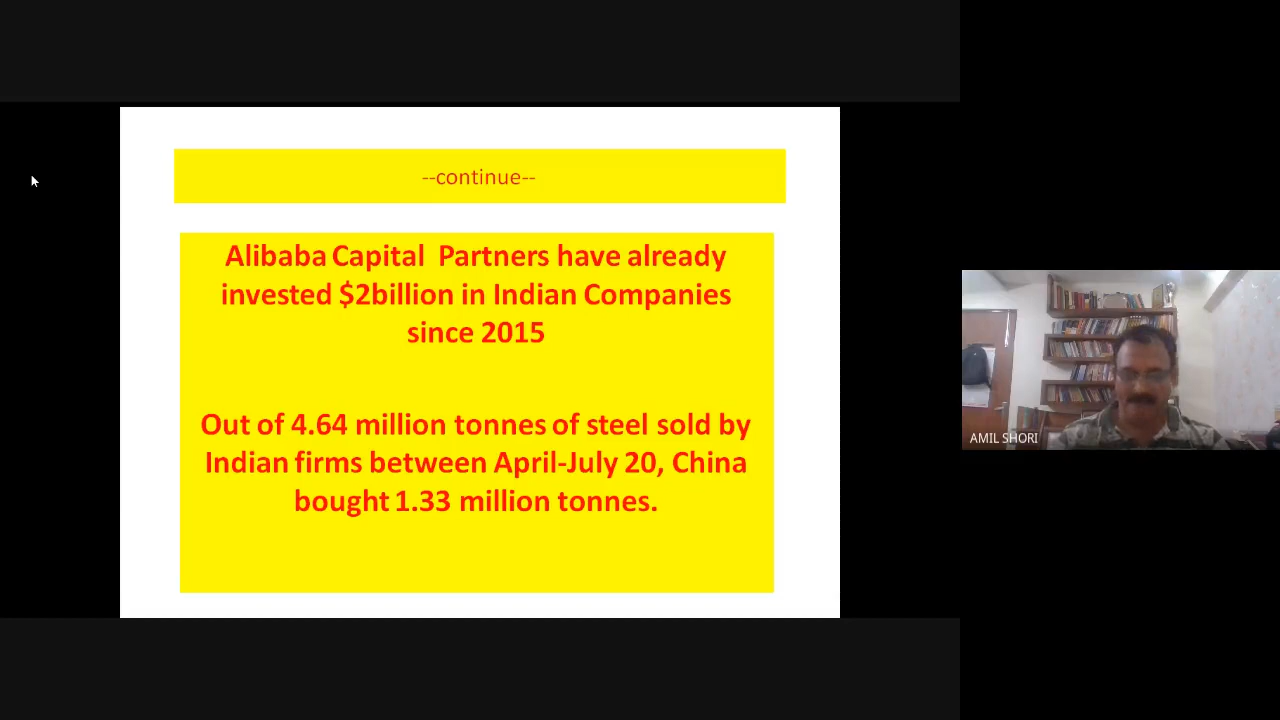 --continue--
Alibaba Capital Partners have already
invested $2billion in Indian Companies
since 2015
Out of 4.64 million tonnes of steel sold by
Indian firms between April-July 20, China
bought 1.33 million tonnes.
AMIL SHORI